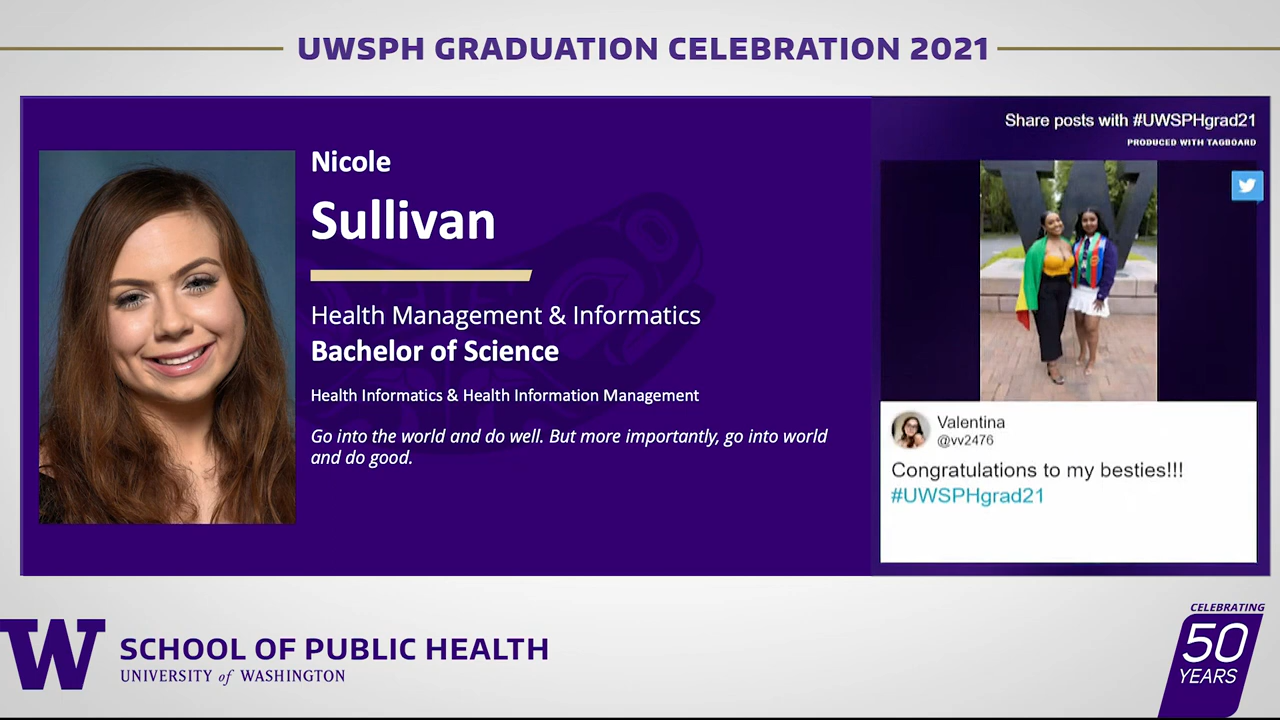 UWSPH GRADUATION CELEBRATION 2021
Nicole
Sullivan
Health Management & Informatics
Bachelor of Science
Health Informatics & Health Information Management
Go into the world and do well. But more importantly, go into world
and do good.
Share posts with #UWSPHgrad21
PRODUCED WITH TAGBOARD
W
Valentina
@vv2476
Congratulations to my besties!!!
#UWSPHgrad21
W
SCHOOL OF PUBLIC HEALTH
UNIVERSITY of WASHINGTON
CELEBRATING
50
YEARS